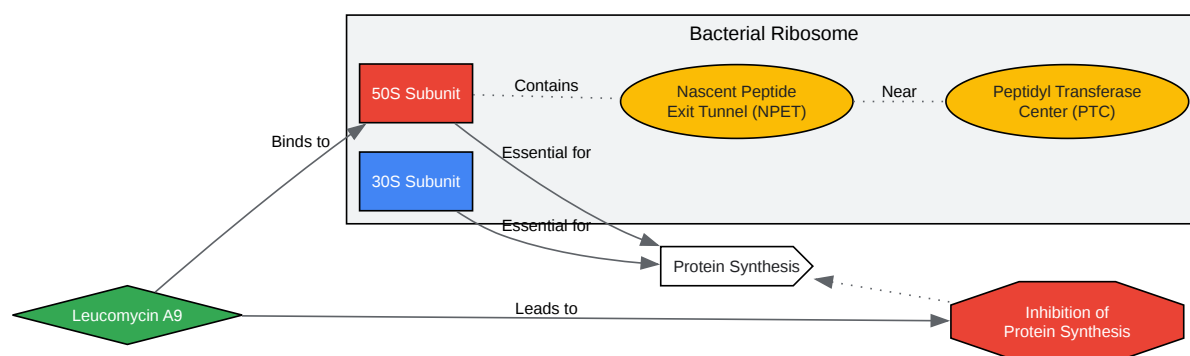 Bacterial Ribosome
50S Subunit
Contains
Nascent Peptide
Exit Tunnel (NPET)
Near
Peptidyl Transferase
Center (PTC)
Binds to
Essential for
30S Subunit
Essential for
Protein Synthesis
Leucomycin A9
Leads to
Inhibition of
Protein Synthesis